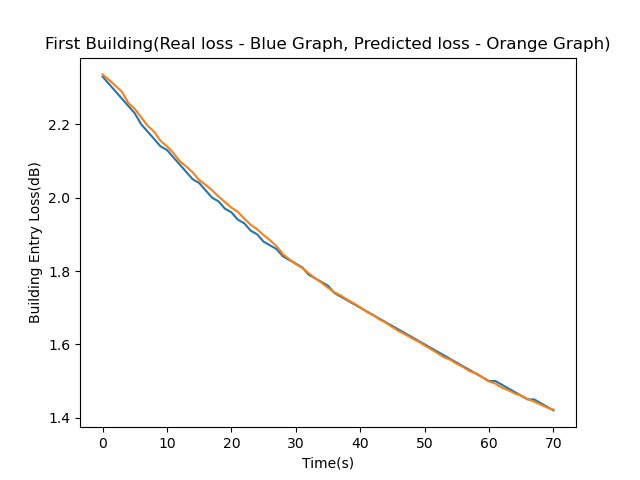 First Building(Real loss - Blue Graph, Predicted loss - Orange Graph)
Building Entry Loss(dB)
2.2
2.0
1.8
1.6
1.4
0 10 20 30 40 50 60 70
Time(s)